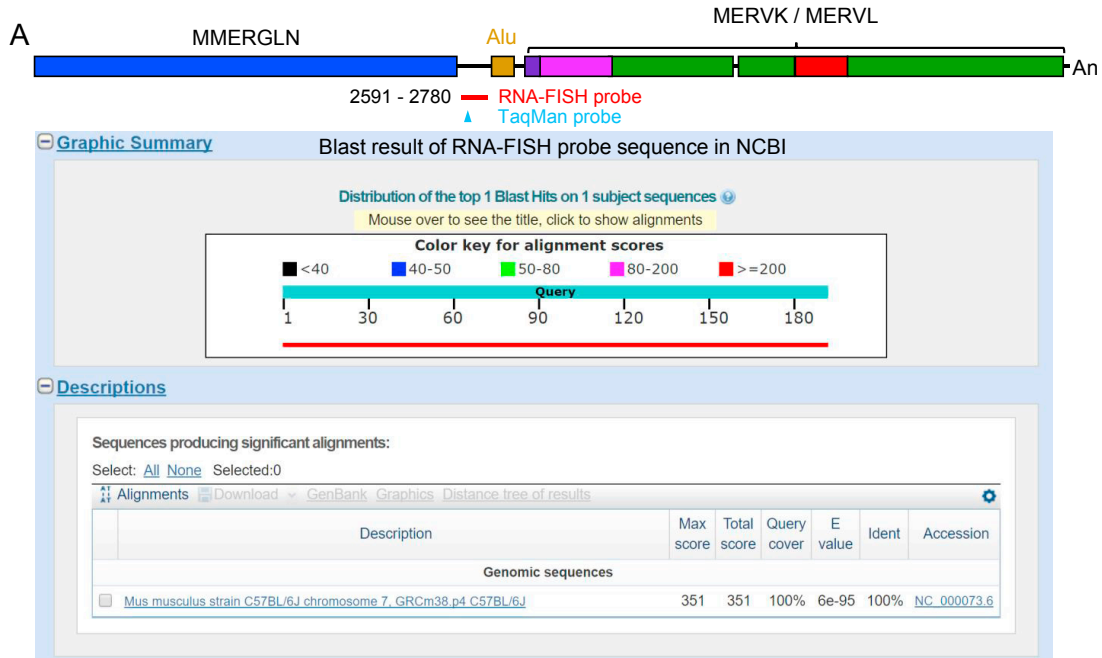 A
MERVK / MERVL
MMERGLN
Alu
An
2591 - 2780
RNA-FISH probe
TaqMan probe
Graphic Summary
Blast result of RNA-FISH probe sequence in NCBI
Distribution of the top 1 Blast Hits on 1 subject sequences
Mouse over to see the title, click to show alignments
Color key for alignment scores
<40 40-50 50-80 80-200 >=200
Query
1 30 60 90 120 150 180
Descriptions
Sequences producing significant alignments:
Select: All None Selected:0
Alignments Download GenBank Graphics Distance tree of results
Description Max score Total score Query cover E value Ident Accession
Genomic sequences
Mus musculus strain C57BL/6J chromosome 7, GRCm38.p4 C57BL/6J 351 351 100% 6e-95 100% NC_000073.6